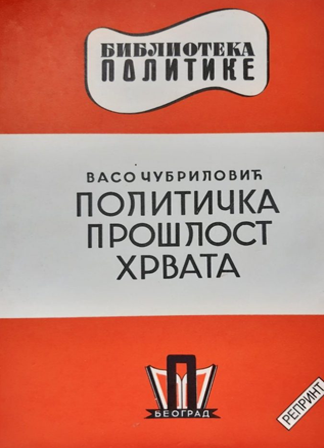 БИБЛИОТЕКА
ПОЛИТИКЕ
ВАСО ЧУБРИЛОВИЋ
ПОЛИТИЧКА
ПРОШЛОСТ
ХРВАТА
П
БЕОГРАД
РЕПРИНТ